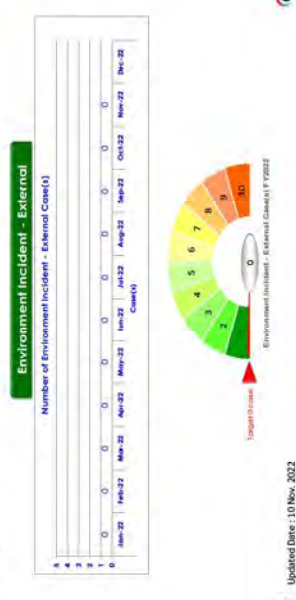 Environment Incident - External
Number of Environment Incident - External Case(s)
5
4
3
2
1
0
0 0 0 0 0 0 0 0 0 0 0
Jan-22 Feb-22 Mar-22 Apr-22 May-22 Jun-22 Jul-22 Aug-22 Sep-22 Oct-22 Nov-22 Dec-22
Case(s)
2 3 4 5 6 7 8 9 10
0
Target 0 case
Environment Incident - External Case(s) FY2022
Updated Date : 10 Nov. 2022